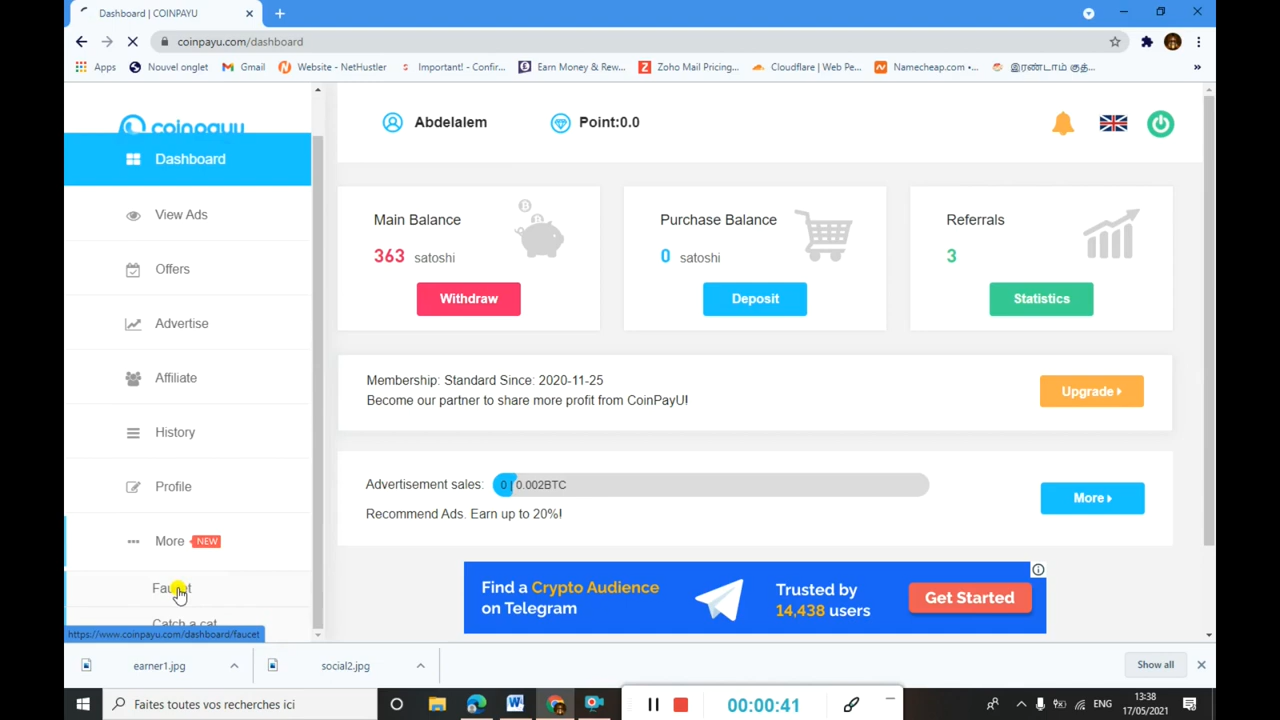 Dashboard | COINPAYU
coinpayu.com/dashboard
Apps
Nouvel onglet
Gmail
Website - NetHustler
Important! - Confir...
Earn Money & Rew...
Zoho Mail Pricing...
Cloudflare | Web Pe...
Namecheap.com •...
இரண்டாம் குத்...
»
coinpayu
Dashboard
View Ads
Offers
Advertise
Affiliate
History
Profile
More NEW
Faucet
Catch a cat
https://www.coinpayu.com/dashboard/faucet
Abdelalem
Point:0.0
Main Balance
363 satoshi
Withdraw
Purchase Balance
0 satoshi
Deposit
Referrals
3
Statistics
Membership: Standard Since: 2020-11-25
Become our partner to share more profit from CoinPayU!
Upgrade
Advertisement sales: 0 | 0.002BTC
Recommend Ads. Earn up to 20%!
More
Find a Crypto Audience
on Telegram
Trusted by
14,438 users
Get Started
earner1.jpg
social2.jpg
Show all
Faites toutes vos recherches ici
00:00:41
ENG
13:38
17/05/2021